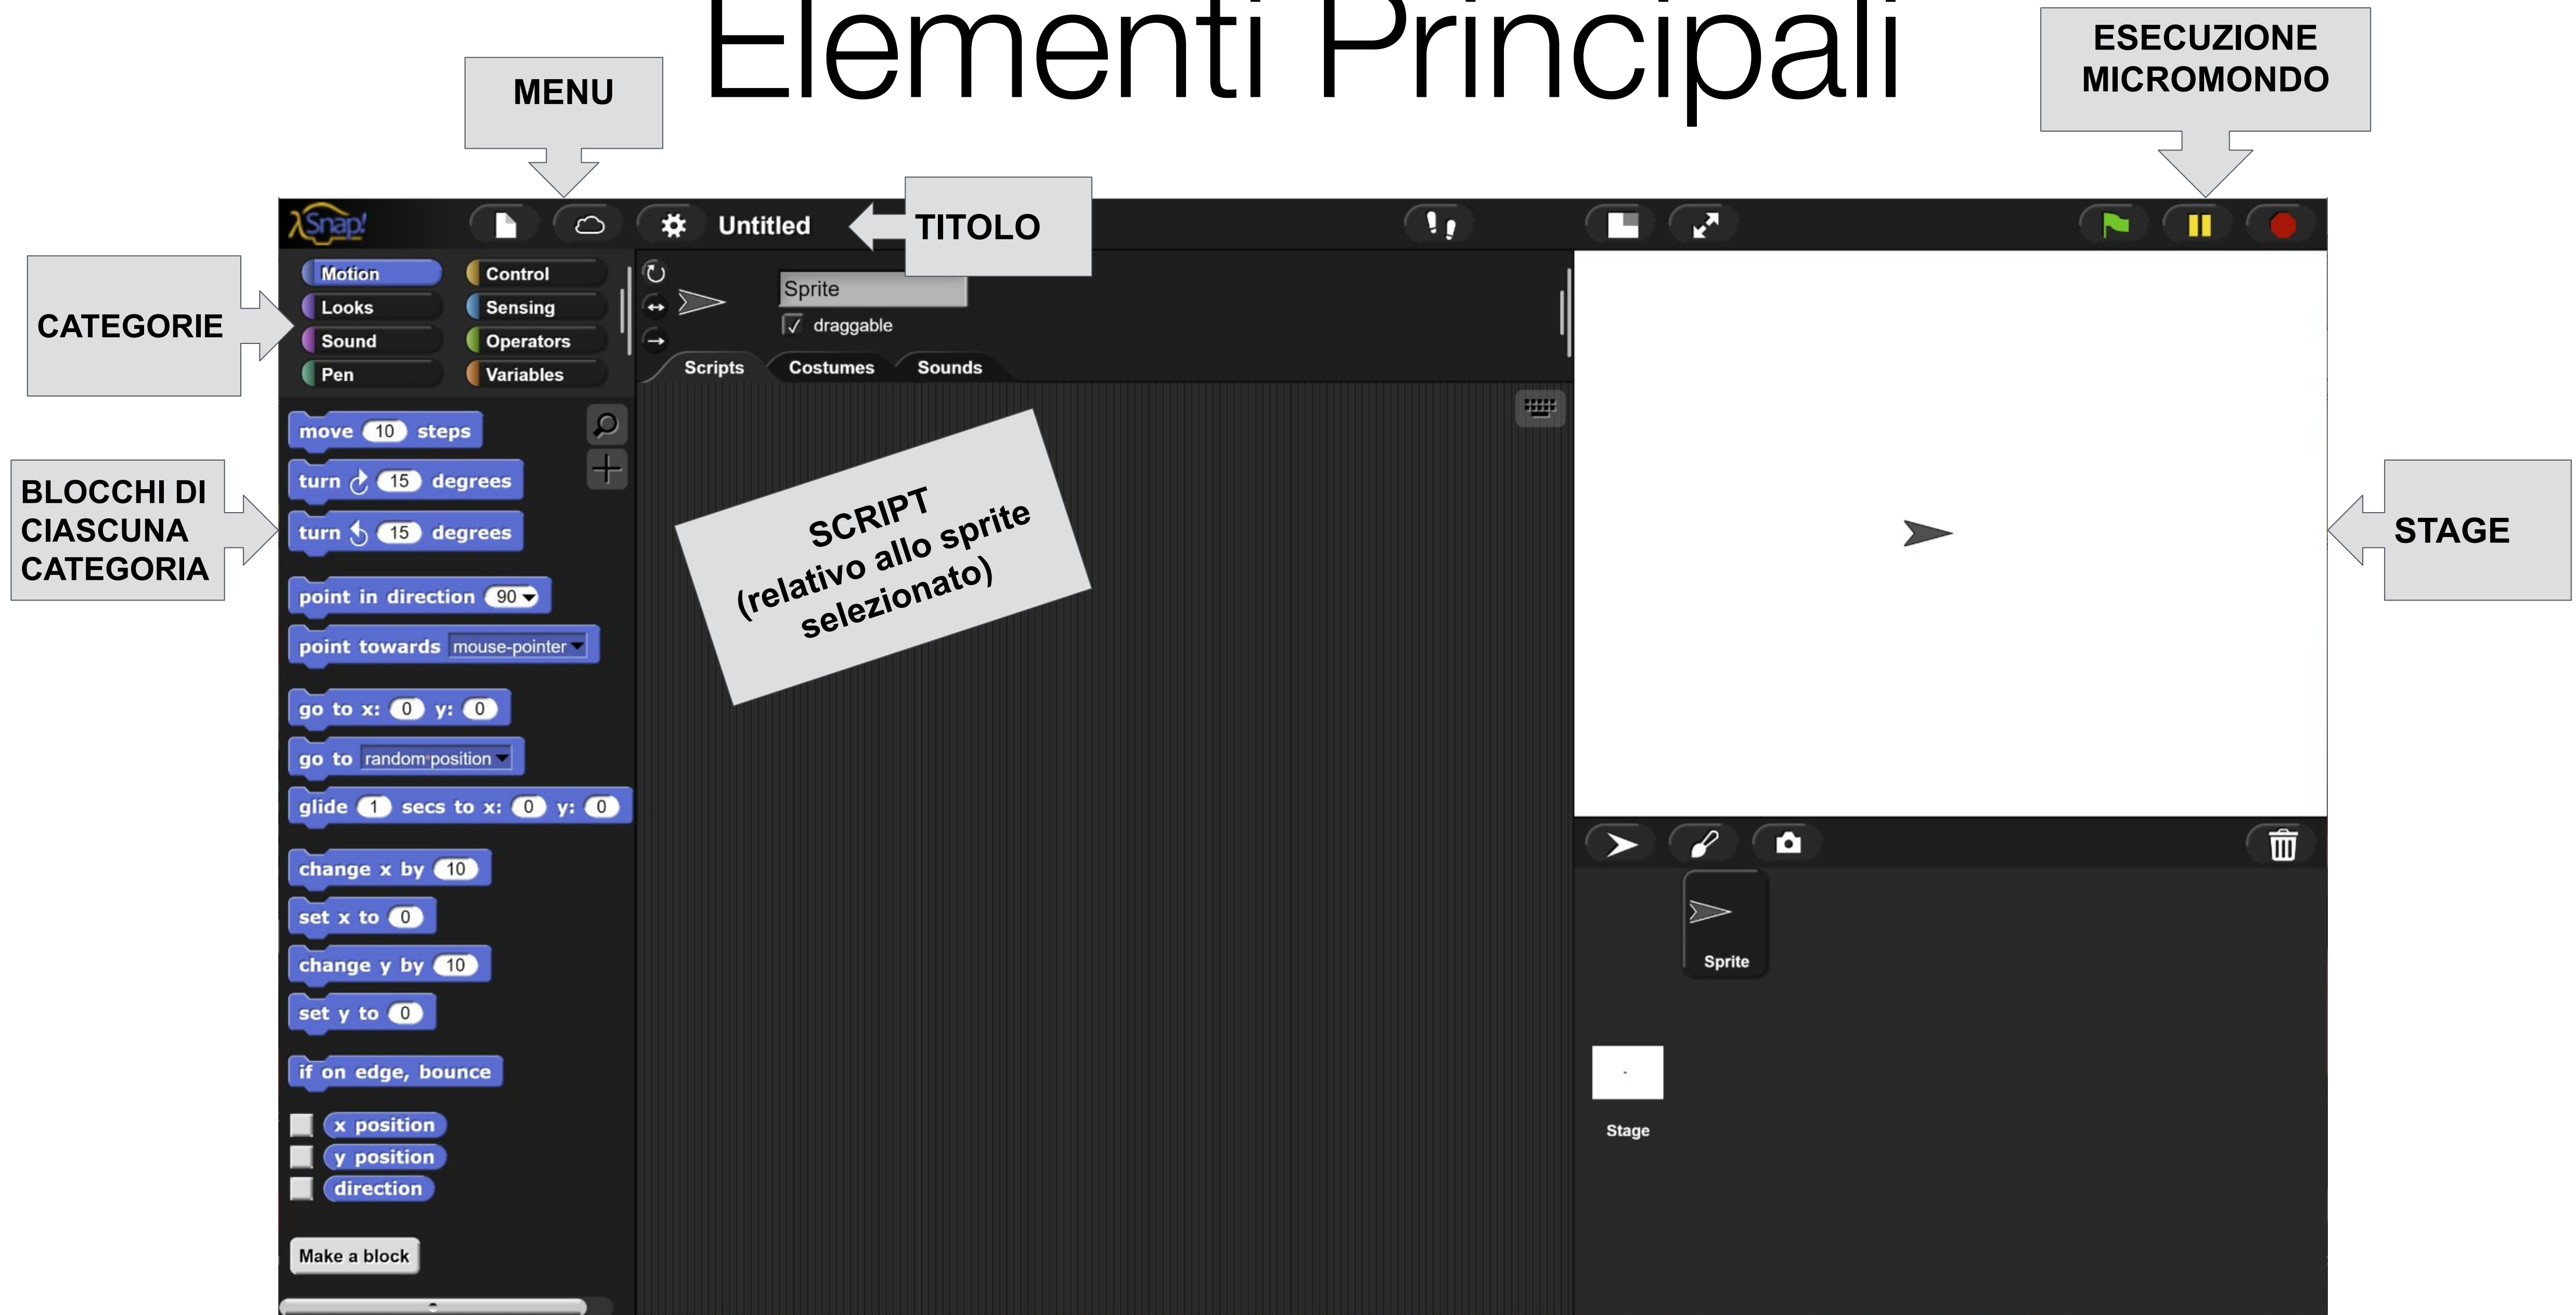 Elementi Principali
MENU
ESECUZIONE
MICROMONDO
TITOLO
λSnap!
Untitled
CATEGORIE
Motion
Looks
Sound
Pen
Control
Sensing
Operators
Variables
Sprite
draggable
Scripts Costumes Sounds
BLOCCHI DI
CIASCUNA
CATEGORIA
move 10 steps
turn 15 degrees
turn 15 degrees
point in direction 90
point towards mouse-pointer
go to x: 0 y: 0
go to random position
glide 1 secs to x: 0 y: 0
change x by 10
set x to 0
change y by 10
set y to 0
if on edge, bounce
x position
y position
direction
Make a block
SCRIPT
(relativo allo sprite
selezionato)
STAGE
Sprite
Stage